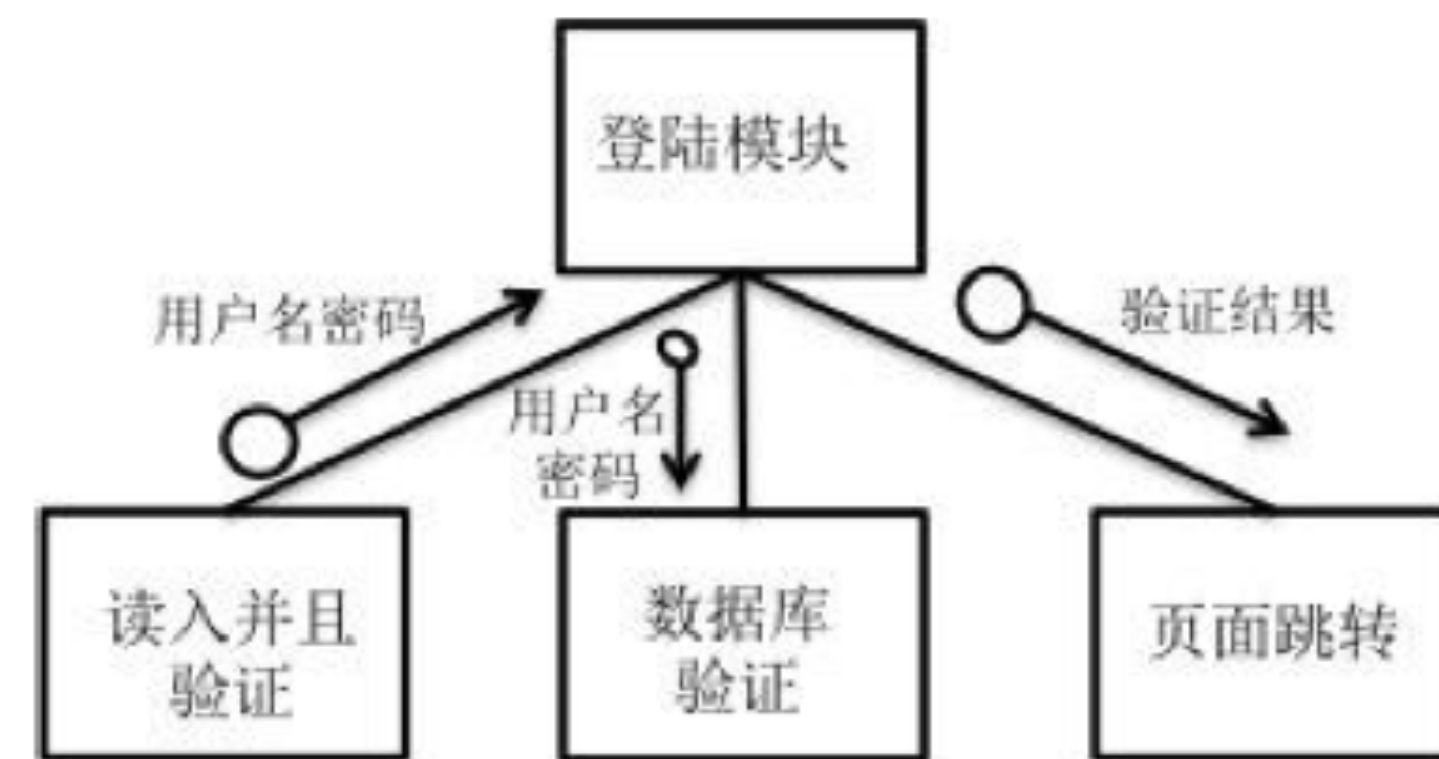 登陆模块
用户名密码
验证结果
用户名
密码
读入并且
验证
数据库
验证
页面跳转